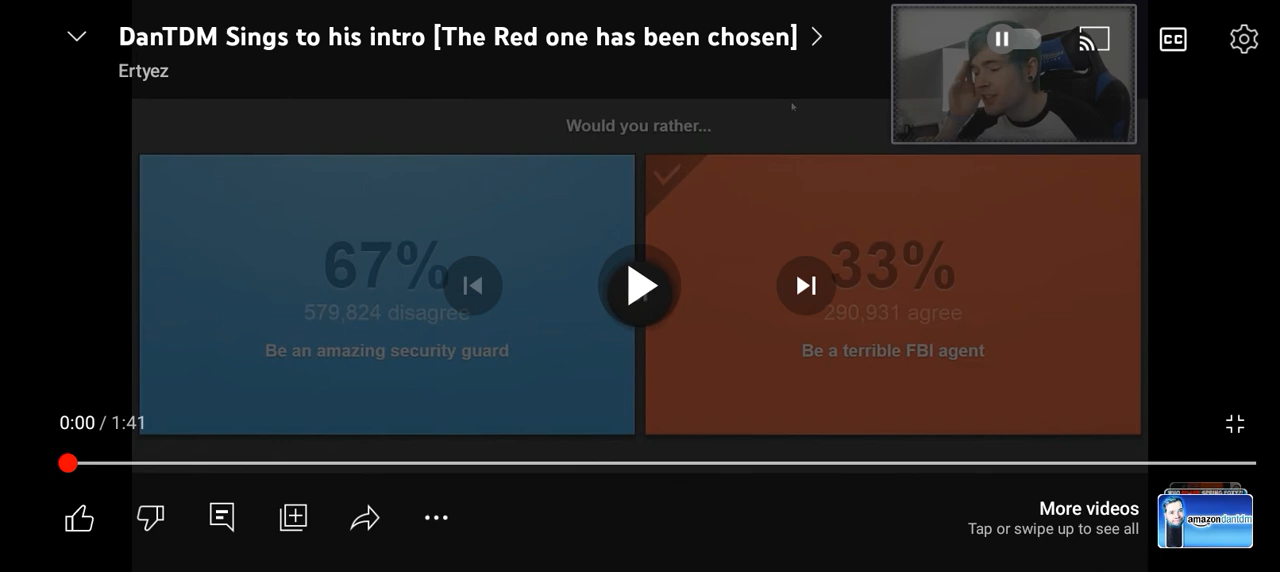 DanTDM Sings to his intro [The Red one has been chosen]
Ertyez
CC
Would you rather...
67%
579,824 disagree
Be an amazing security guard
33%
290,931 agree
Be a terrible FBI agent
0:00 / 1:41
More videos
Tap or swipe up to see all
amazondantdm